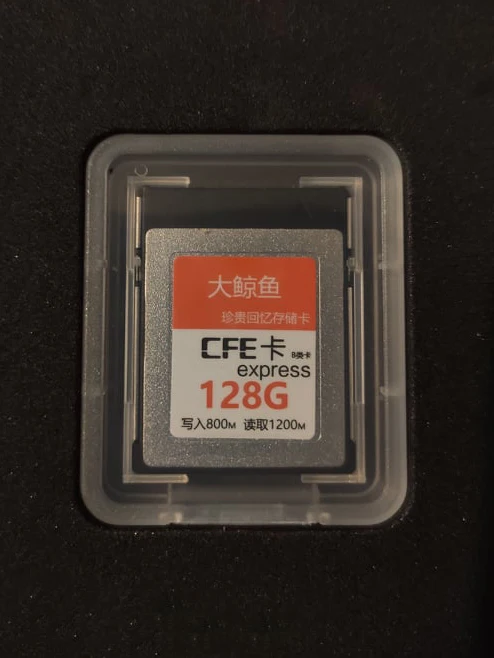 大鲸鱼
珍贵回忆存储卡
CFE卡 B类卡
express
128G
写入800M 读取1200M